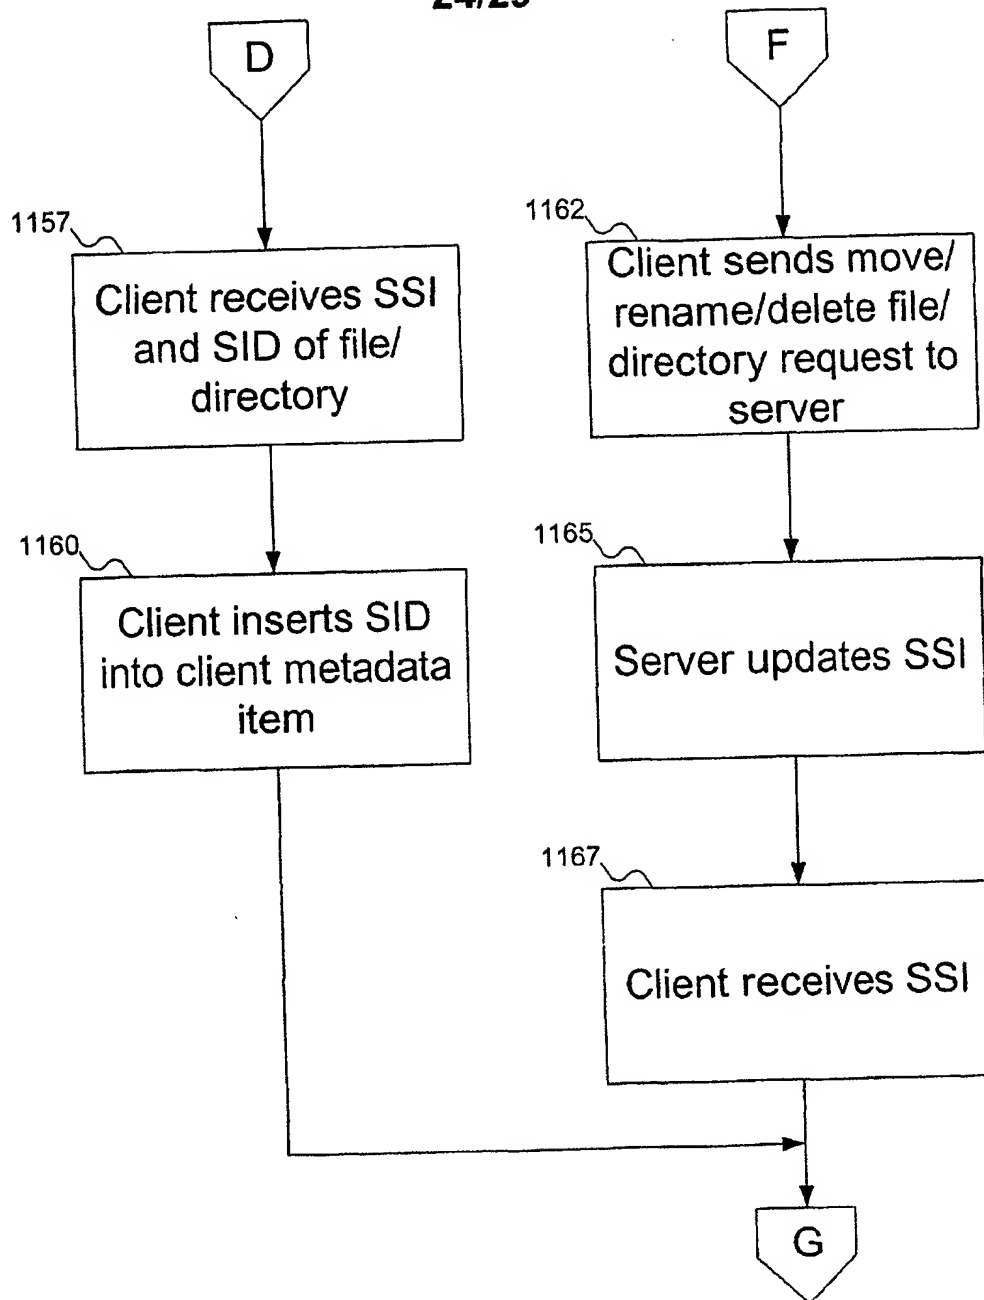 D
F
1157
Client receives SSI
and SID of file/
directory
1162
Client sends move/
rename/delete file/
directory request to
server
1160
Client inserts SID
into client metadata
item
1165
Server updates SSI
1167
Client receives SSI
G